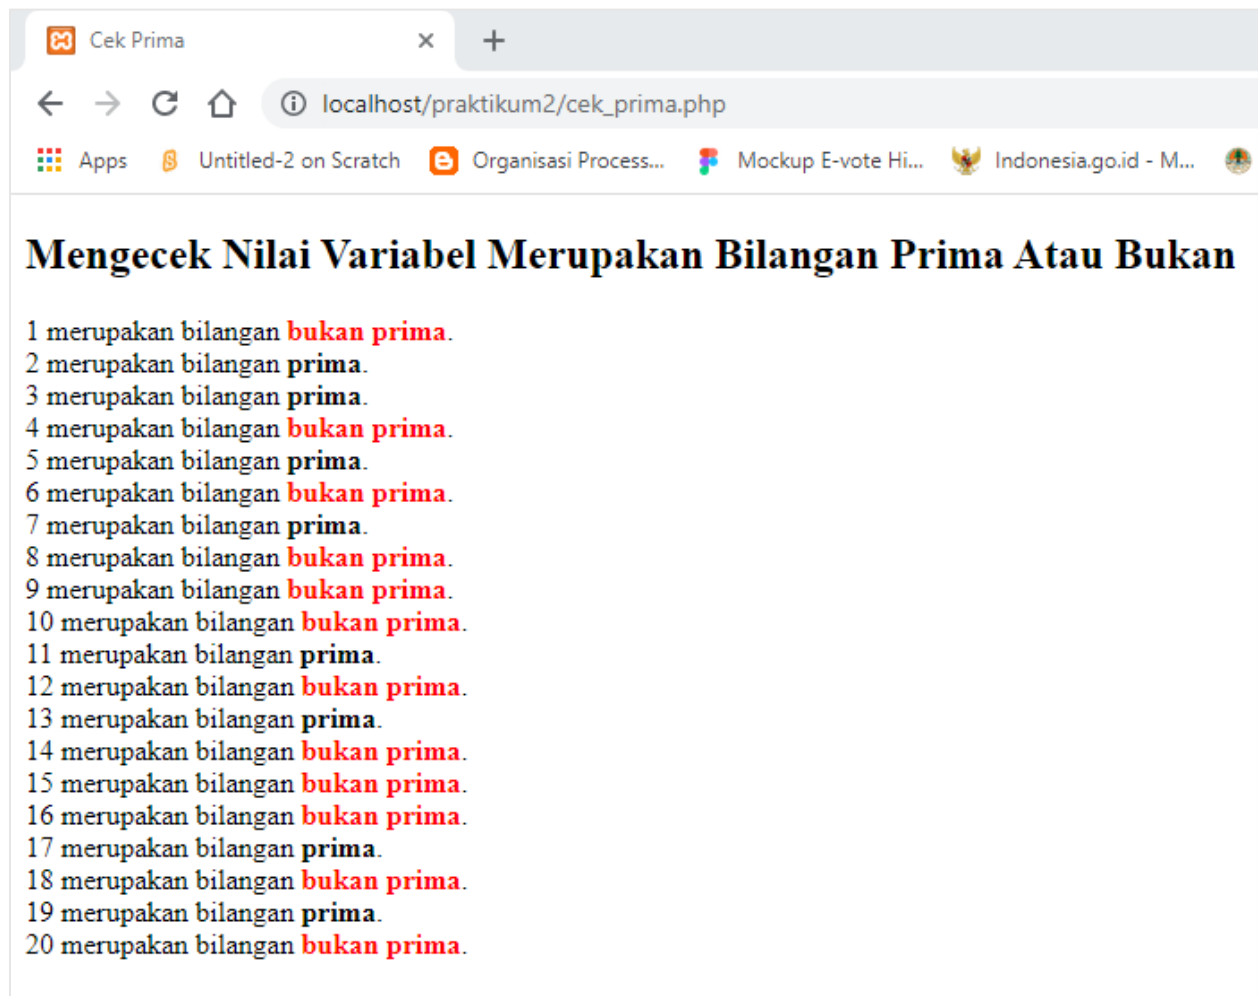 Cek Prima
localhost/praktikum2/cek_prima.php
Apps Untitled-2 on Scratch Organisasi Process... Mockup E-vote Hi... Indonesia.go.id - M...
Mengecek Nilai Variabel Merupakan Bilangan Prima Atau Bukan
1 merupakan bilangan bukan prima.
2 merupakan bilangan prima.
3 merupakan bilangan prima.
4 merupakan bilangan bukan prima.
5 merupakan bilangan prima.
6 merupakan bilangan bukan prima.
7 merupakan bilangan prima.
8 merupakan bilangan bukan prima.
9 merupakan bilangan bukan prima.
10 merupakan bilangan bukan prima.
11 merupakan bilangan prima.
12 merupakan bilangan bukan prima.
13 merupakan bilangan prima.
14 merupakan bilangan bukan prima.
15 merupakan bilangan bukan prima.
16 merupakan bilangan bukan prima.
17 merupakan bilangan prima.
18 merupakan bilangan bukan prima.
19 merupakan bilangan prima.
20 merupakan bilangan bukan prima.